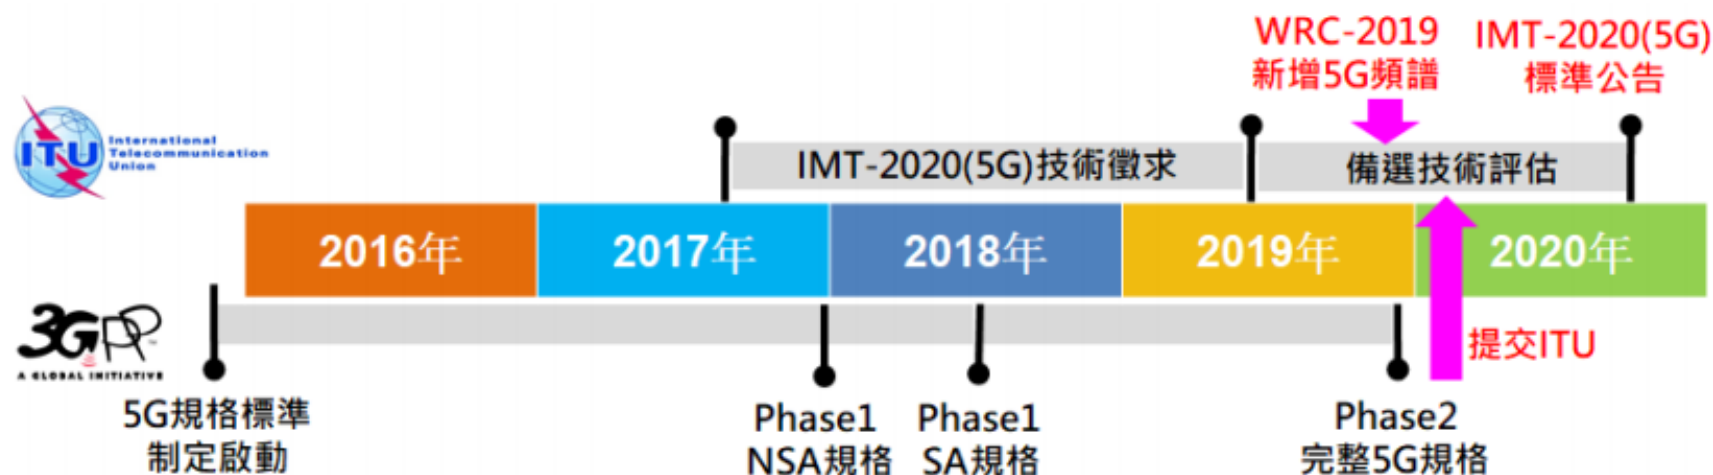 WRC-2019
新增5G頻譜
IMT-2020(5G)
標準公告
ITU
International
Telecommunication
Union
IMT-2020(5G)技術徵求
備選技術評估
2016年
2017年
2018年
2019年
2020年
3GPP
A GLOBAL INITIATIVE
提交ITU
5G規格標準
制定啟動
Phase1
NSA規格
Phase1
SA規格
Phase2
完整5G規格